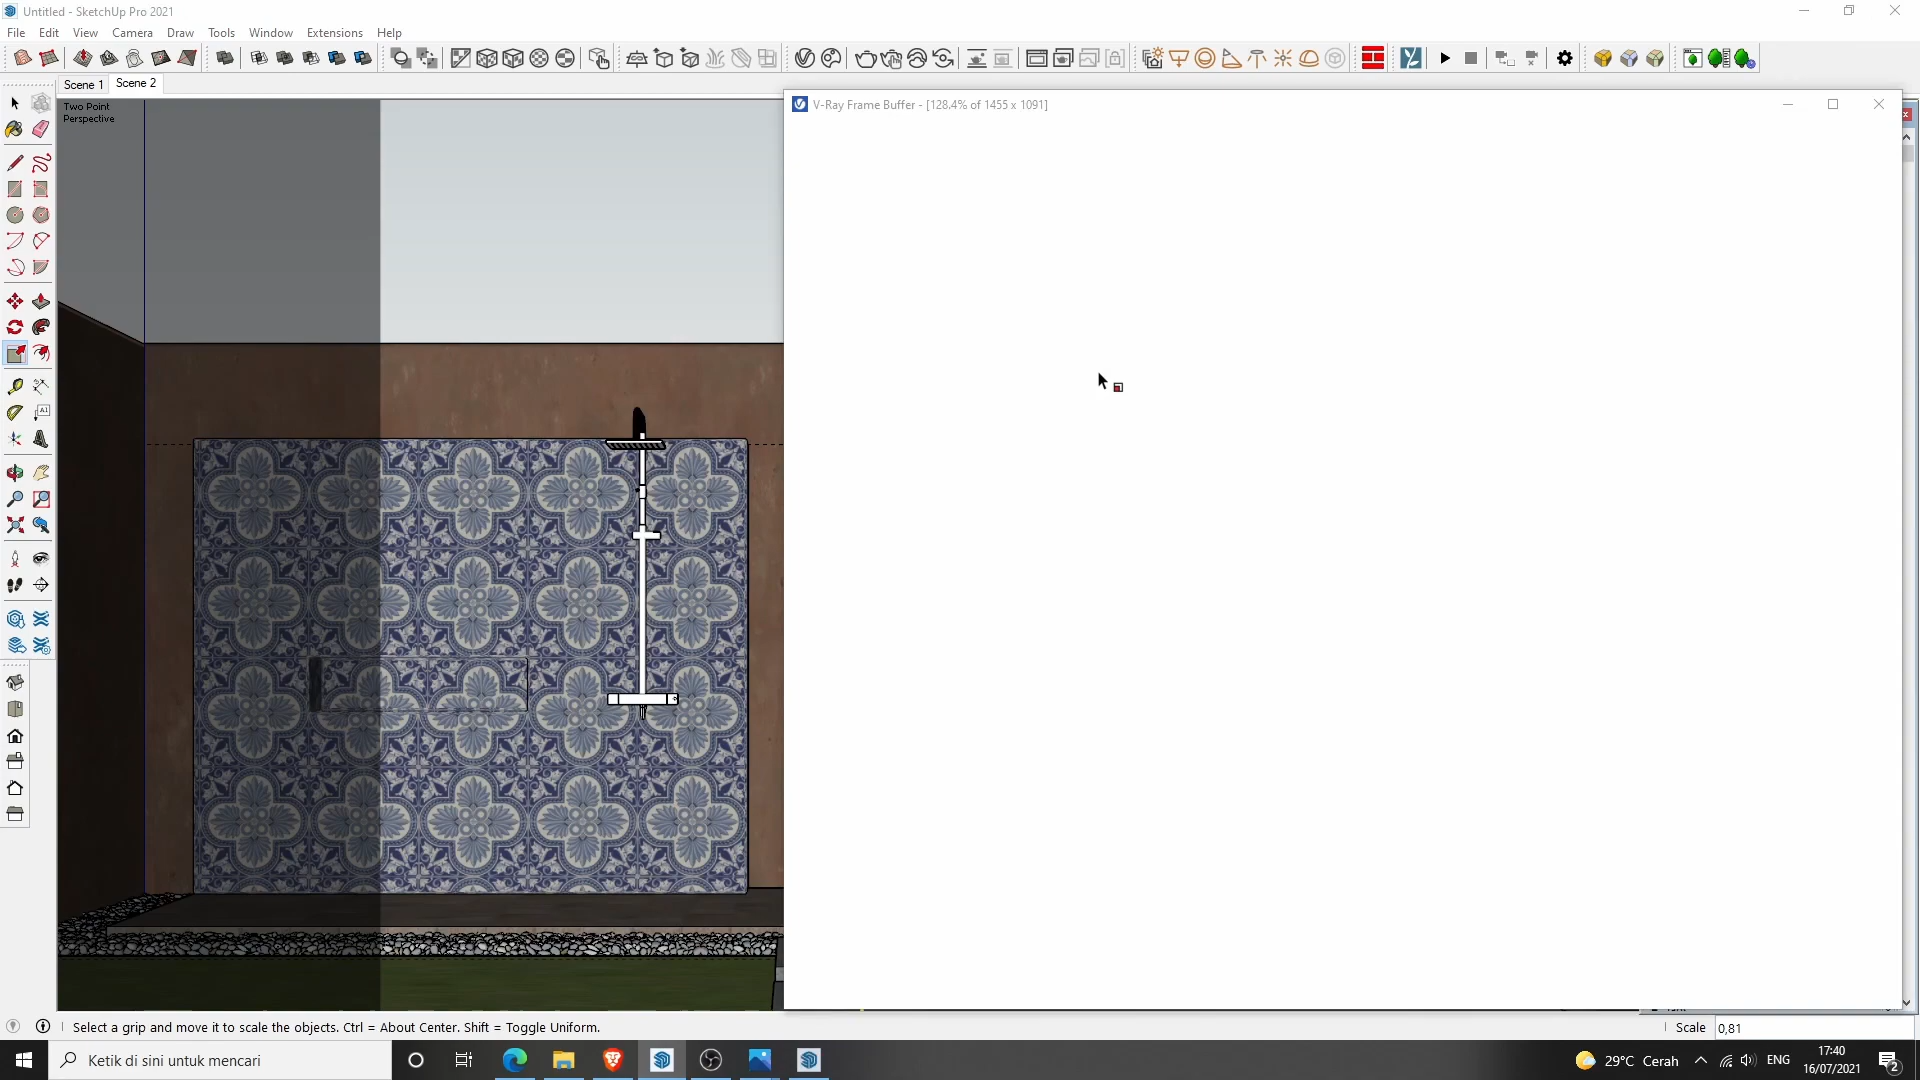 Untitled - SketchUp Pro 2021
File Edit View Camera Draw Tools Window Extensions Help
Scene 1 Scene 2
Two Point
Perspective
V-Ray Frame Buffer - [128.4% of 1455 x 1091]
A1
Select a grip and move it to scale the objects. Ctrl = About Center. Shift = Toggle Uniform.
Scale 0,81
Ketik di sini untuk mencari
29°C Cerah
ENG
17:40
16/07/2021
2